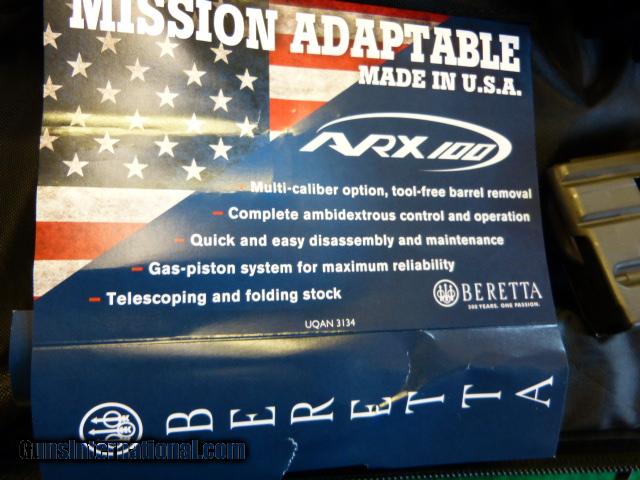 MISSION ADAPTABLE
MADE IN U.S.A.
ARX 100
- Multi-caliber option, tool-free barrel removal
- Complete ambidextrous control and operation
- Quick and easy disassembly and maintenance
- Gas-piston system for maximum reliability
- Telescoping and folding stock
BERETTA
500 YEARS. ONE PASSION.
UQAN 3134
BERETTA
GunsInternational.com